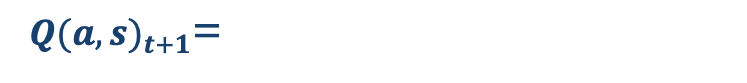 Q(a, s)ₜ₊₁=